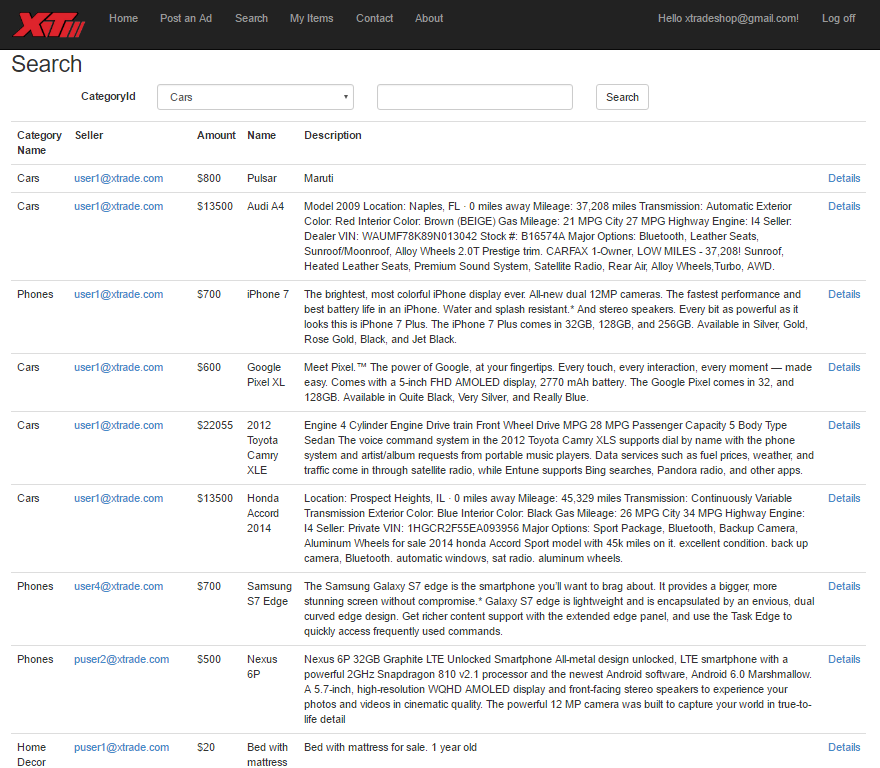 XT Home Post an Ad Search My Items Contact About Hello xtradeshop@gmail.com! Log off
Search
CategoryId Cars Search
Category Seller Amount Name Description
Name
Cars user1@xtrade.com $800 Pulsar Maruti Details
Cars user1@xtrade.com $13500 Audi A4 Model 2009 Location: Naples, FL · 0 miles away Mileage: 37,208 miles Transmission: Automatic Exterior Details
Color: Red Interior Color: Brown (BEIGE) Gas Mileage: 21 MPG City 27 MPG Highway Engine: I4 Seller:
Dealer VIN: WAUMF78K89N013042 Stock #: B16574A Major Options: Bluetooth, Leather Seats,
Sunroof/Moonroof, Alloy Wheels 2.0T Prestige trim. CARFAX 1-Owner, LOW MILES - 37,208! Sunroof,
Heated Leather Seats, Premium Sound System, Satellite Radio, Rear Air, Alloy Wheels,Turbo, AWD.
Phones user1@xtrade.com $700 iPhone 7 The brightest, most colorful iPhone display ever. All-new dual 12MP cameras. The fastest performance and Details
best battery life in an iPhone. Water and splash resistant.* And stereo speakers. Every bit as powerful as it
looks this is iPhone 7 Plus. The iPhone 7 Plus comes in 32GB, 128GB, and 256GB. Available in Silver, Gold,
Rose Gold, Black, and Jet Black.
Cars user1@xtrade.com $600 Google Meet Pixel.™ The power of Google, at your fingertips. Every touch, every interaction, every moment — made Details
Pixel XL easy. Comes with a 5-inch FHD AMOLED display, 2770 mAh battery. The Google Pixel comes in 32, and
128GB. Available in Quite Black, Very Silver, and Really Blue.
Cars user1@xtrade.com $22055 2012 Engine 4 Cylinder Engine Drive train Front Wheel Drive MPG 28 MPG Passenger Capacity 5 Body Type Details
Toyota Sedan The voice command system in the 2012 Toyota Camry XLS supports dial by name with the phone
Camry system and artist/album requests from portable music players. Data services such as fuel prices, weather, and
XLE traffic come in through satellite radio, while Entune supports Bing searches, Pandora radio, and other apps.
Cars user1@xtrade.com $13500 Honda Location: Prospect Heights, IL · 0 miles away Mileage: 45,329 miles Transmission: Continuously Variable Details
Accord Transmission Exterior Color: Blue Interior Color: Black Gas Mileage: 26 MPG City 34 MPG Highway Engine:
2014 I4 Seller: Private VIN: 1HGCR2F55EA093956 Major Options: Sport Package, Bluetooth, Backup Camera,
Aluminum Wheels for sale 2014 honda Accord Sport model with 45k miles on it. excellent condition. back up
camera, Bluetooth. automatic windows, sat radio. aluminum wheels.
Phones user4@xtrade.com $700 Samsung The Samsung Galaxy S7 edge is the smartphone you'll want to brag about. It provides a bigger, more Details
S7 Edge stunning screen without compromise.* Galaxy S7 edge is lightweight and is encapsulated by an envious, dual
curved edge design. Get richer content support with the extended edge panel, and use the Task Edge to
quickly access frequently used commands.
Phones puser2@xtrade.com $500 Nexus Nexus 6P 32GB Graphite LTE Unlocked Smartphone All-metal design unlocked, LTE smartphone with a Details
6P powerful 2GHz Snapdragon 810 v2.1 processor and the newest Android software, Android 6.0 Marshmallow.
A 5.7-inch, high-resolution WQHD AMOLED display and front-facing stereo speakers to experience your
photos and videos in cinematic quality. The powerful 12 MP camera was built to capture your world in true-to-
life detail
Home puser1@xtrade.com $20 Bed with Bed with mattress for sale. 1 year old Details
Decor mattress